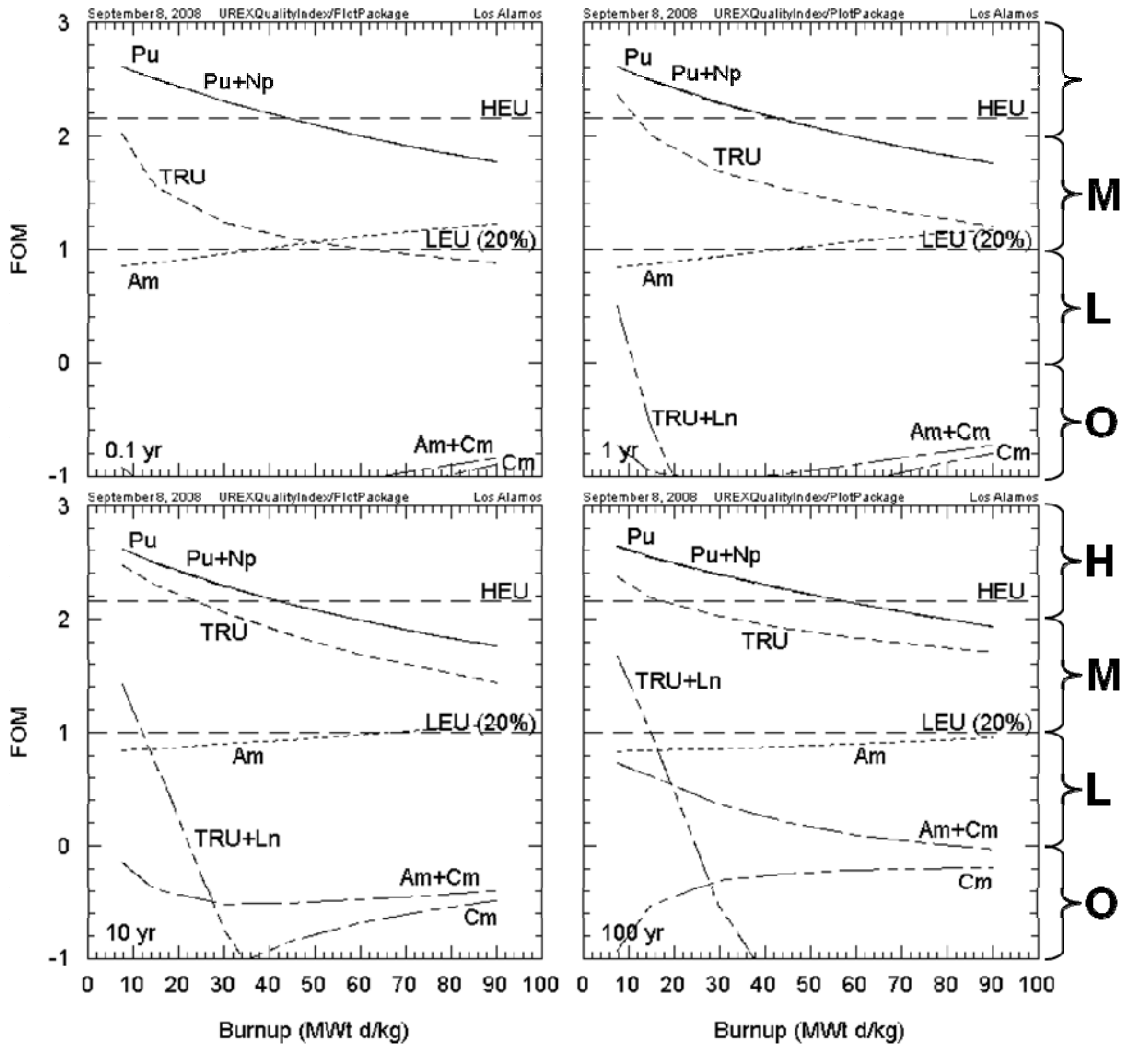 September 8, 2008 UREXQualityIndex/PlotPackage Los Alamos
September 8, 2008 UREXQualityIndex/PlotPackage Los Alamos
3
Pu
Pu+Np
HEU
2
TRU
LEU (20%)
1
Am
FOM
0
0.1 yr
Am+Cm
Cm
-1
Pu
Pu+Np
HEU
TRU
M
LEU (20%)
Am
L
TRU+Ln
O
Am+Cm
1 yr
Cm
September 8, 2008 UREXQualityIndex/PlotPackage Los Alamos
September 8, 2008 UREXQualityIndex/PlotPackage Los Alamos
3
Pu
Pu+Np
HEU
2
TRU
LEU (20%)
1
Am
FOM
TRU+Ln
0
Am+Cm
Cm
10 yr
-1
0 10 20 30 40 50 60 70 80 90 100
Burnup (MWt d/kg)
Pu
Pu+Np
H
HEU
TRU
M
TRU+Ln
LEU (20%)
Am
L
Am+Cm
Cm
O
100 yr
0 10 20 30 40 50 60 70 80 90 100
Burnup (MWt d/kg)